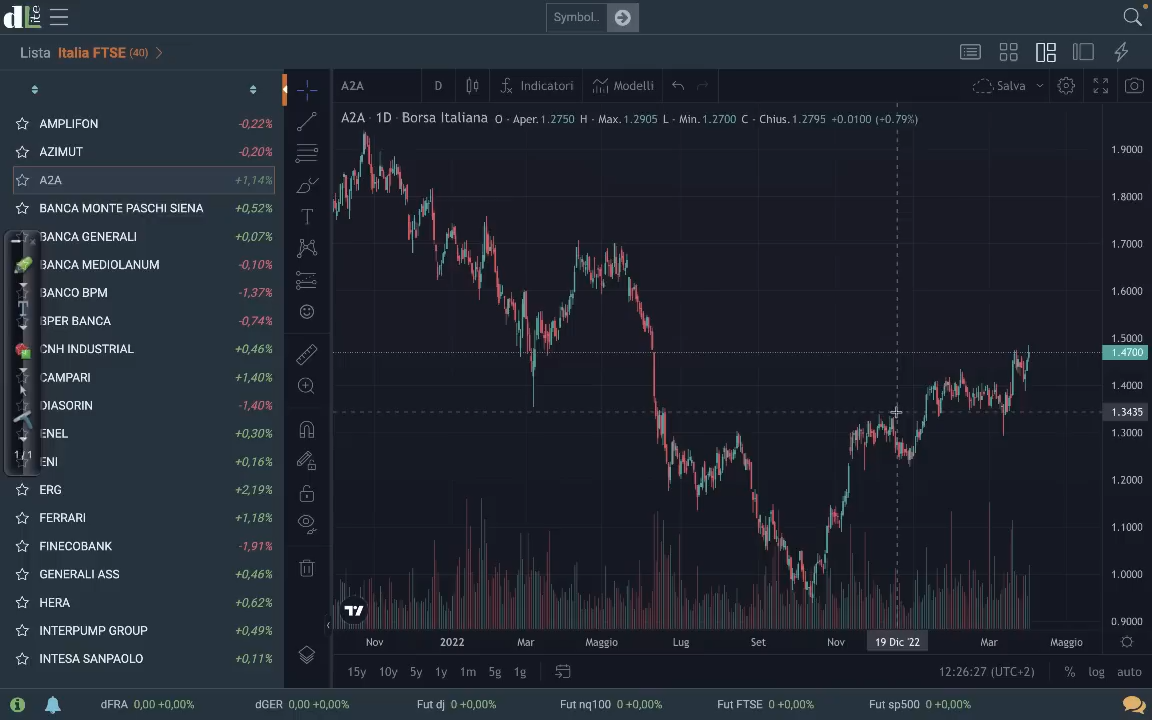 dLite
Symbol..
Lista Italia FTSE (40)
AMPLIFON -0,22%
AZIMUT -0,20%
A2A +1,14%
BANCA MONTE PASCHI SIENA +0,52%
BANCA GENERALI +0,07%
BANCA MEDIOLANUM -0,10%
BANCO BPM -1,37%
BPER BANCA -0,74%
CNH INDUSTRIAL +0,46%
CAMPARI +1,40%
DIASORIN -1,40%
ENEL +0,30%
1/1
ENI +0,16%
ERG +2,19%
FERRARI +1,18%
FINECOBANK -1,91%
GENERALI ASS +0,46%
HERA +0,62%
INTERPUMP GROUP +0,49%
INTESA SANPAOLO +0,11%
A2A D Indicatori Modelli Salva
A2A · 1D · Borsa Italiana O - Aper.1.2750 H - Max.1.2905 L - Min.1.2700 C - Chius.1.2795 +0.0100 (+0.79%)
1.9000
1.8000
1.7000
1.6000
1.5000
1.4700
1.4000
1.3435
1.3000
1.2000
1.1000
1.0000
0.9000
Nov 2022 Mar Maggio Lug Set Nov 19 Dic '22 Mar Maggio
15y 10y 5y 1y 1m 5g 1g 12:26:27 (UTC+2) % log auto
dFRA 0,00 +0,00% dGER 0,00 +0,00% Fut dj 0 +0,00% Fut nq100 0 +0,00% Fut FTSE 0 +0,00% Fut sp500 0 +0,00%